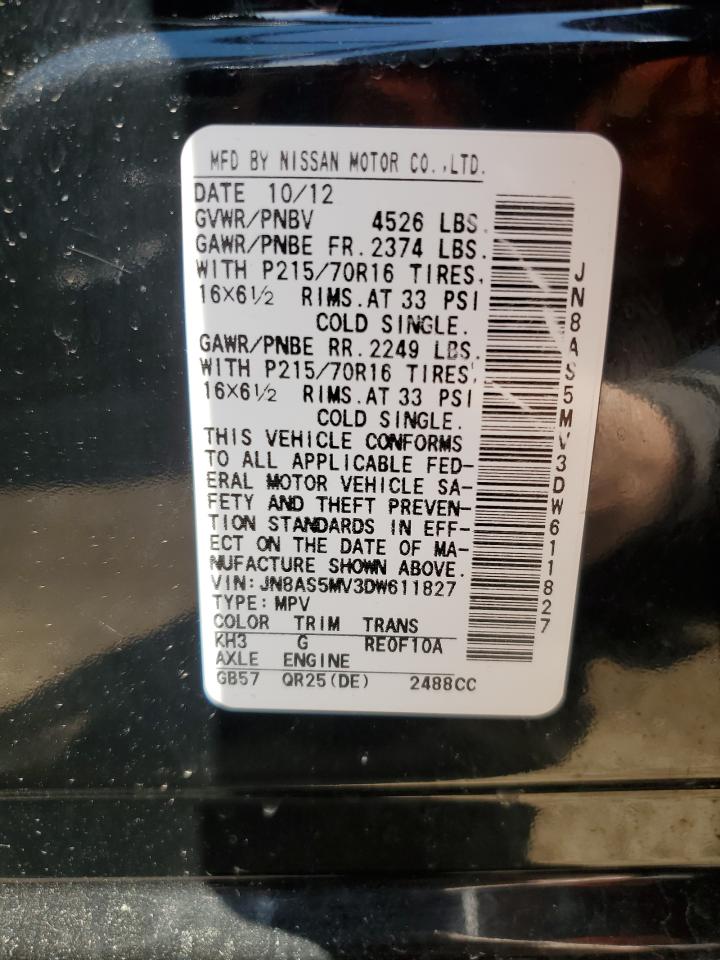 MFD BY NISSAN MOTOR CO.,LTD.
DATE 10/12
GVWR/PNBV 4526 LBS.
GAWR/PNBE FR. 2374 LBS.
WITH P215/70R16 TIRES,
16X6½ RIMS. AT 33 PSI
COLD SINGLE.
GAWR/PNBE RR. 2249 LBS.
WITH P215/70R16 TIRES,
16X6½ RIMS. AT 33 PSI
COLD SINGLE.
THIS VEHICLE CONFORMS
TO ALL APPLICABLE FED-
ERAL MOTOR VEHICLE SA-
FETY AND THEFT PREVEN-
TION STANDARDS IN EFF-
ECT ON THE DATE OF MA-
NUFACTURE SHOWN ABOVE.
VIN: JN8AS5MV3DW611827
TYPE: MPV
COLOR TRIM TRANS
KH3 G RE0F10A
AXLE ENGINE
GB57 QR25(DE) 2488CC
JN8AS5MV3DW611827